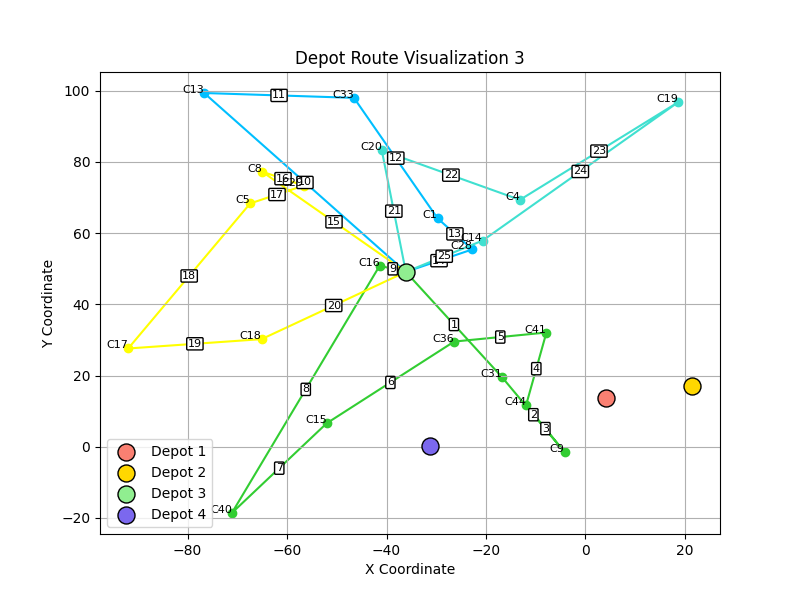 Depot Route Visualization 3
Y Coordinate
100
80
60
40
20
0
−20
C13
11
C33
C19
C20
12
23
C8
16
10
22
24
C5
17
C4
15
21
C1
13
C14
C28
25
C16
9
18
20
1
C17
19
C18
C36
5
C41
C31
4
6
8
C44
2
3
C15
C9
7
C40
Depot 1
Depot 2
Depot 3
Depot 4
−80
−60
−40
−20
0
20
X Coordinate